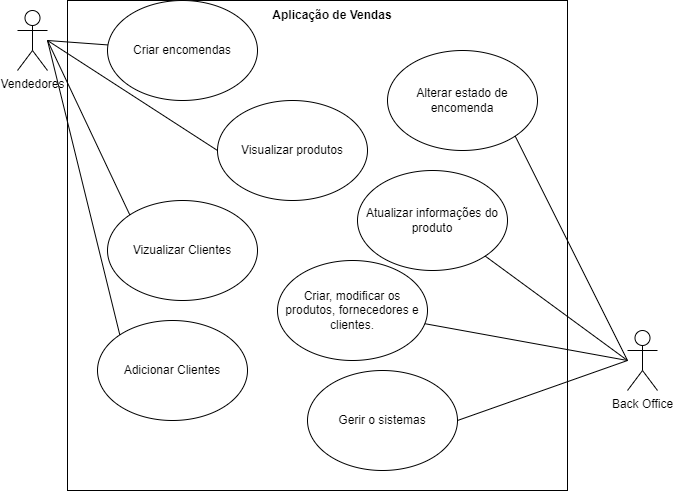 Aplicação de Vendas
Criar encomendas
Vendedores
Alterar estado de
encomenda
Visualizar produtos
Atualizar informações do
produto
Vizualizar Clientes
Criar, modificar os
produtos, fornecedores e
clientes.
Adicionar Clientes
Back Office
Gerir o sistemas